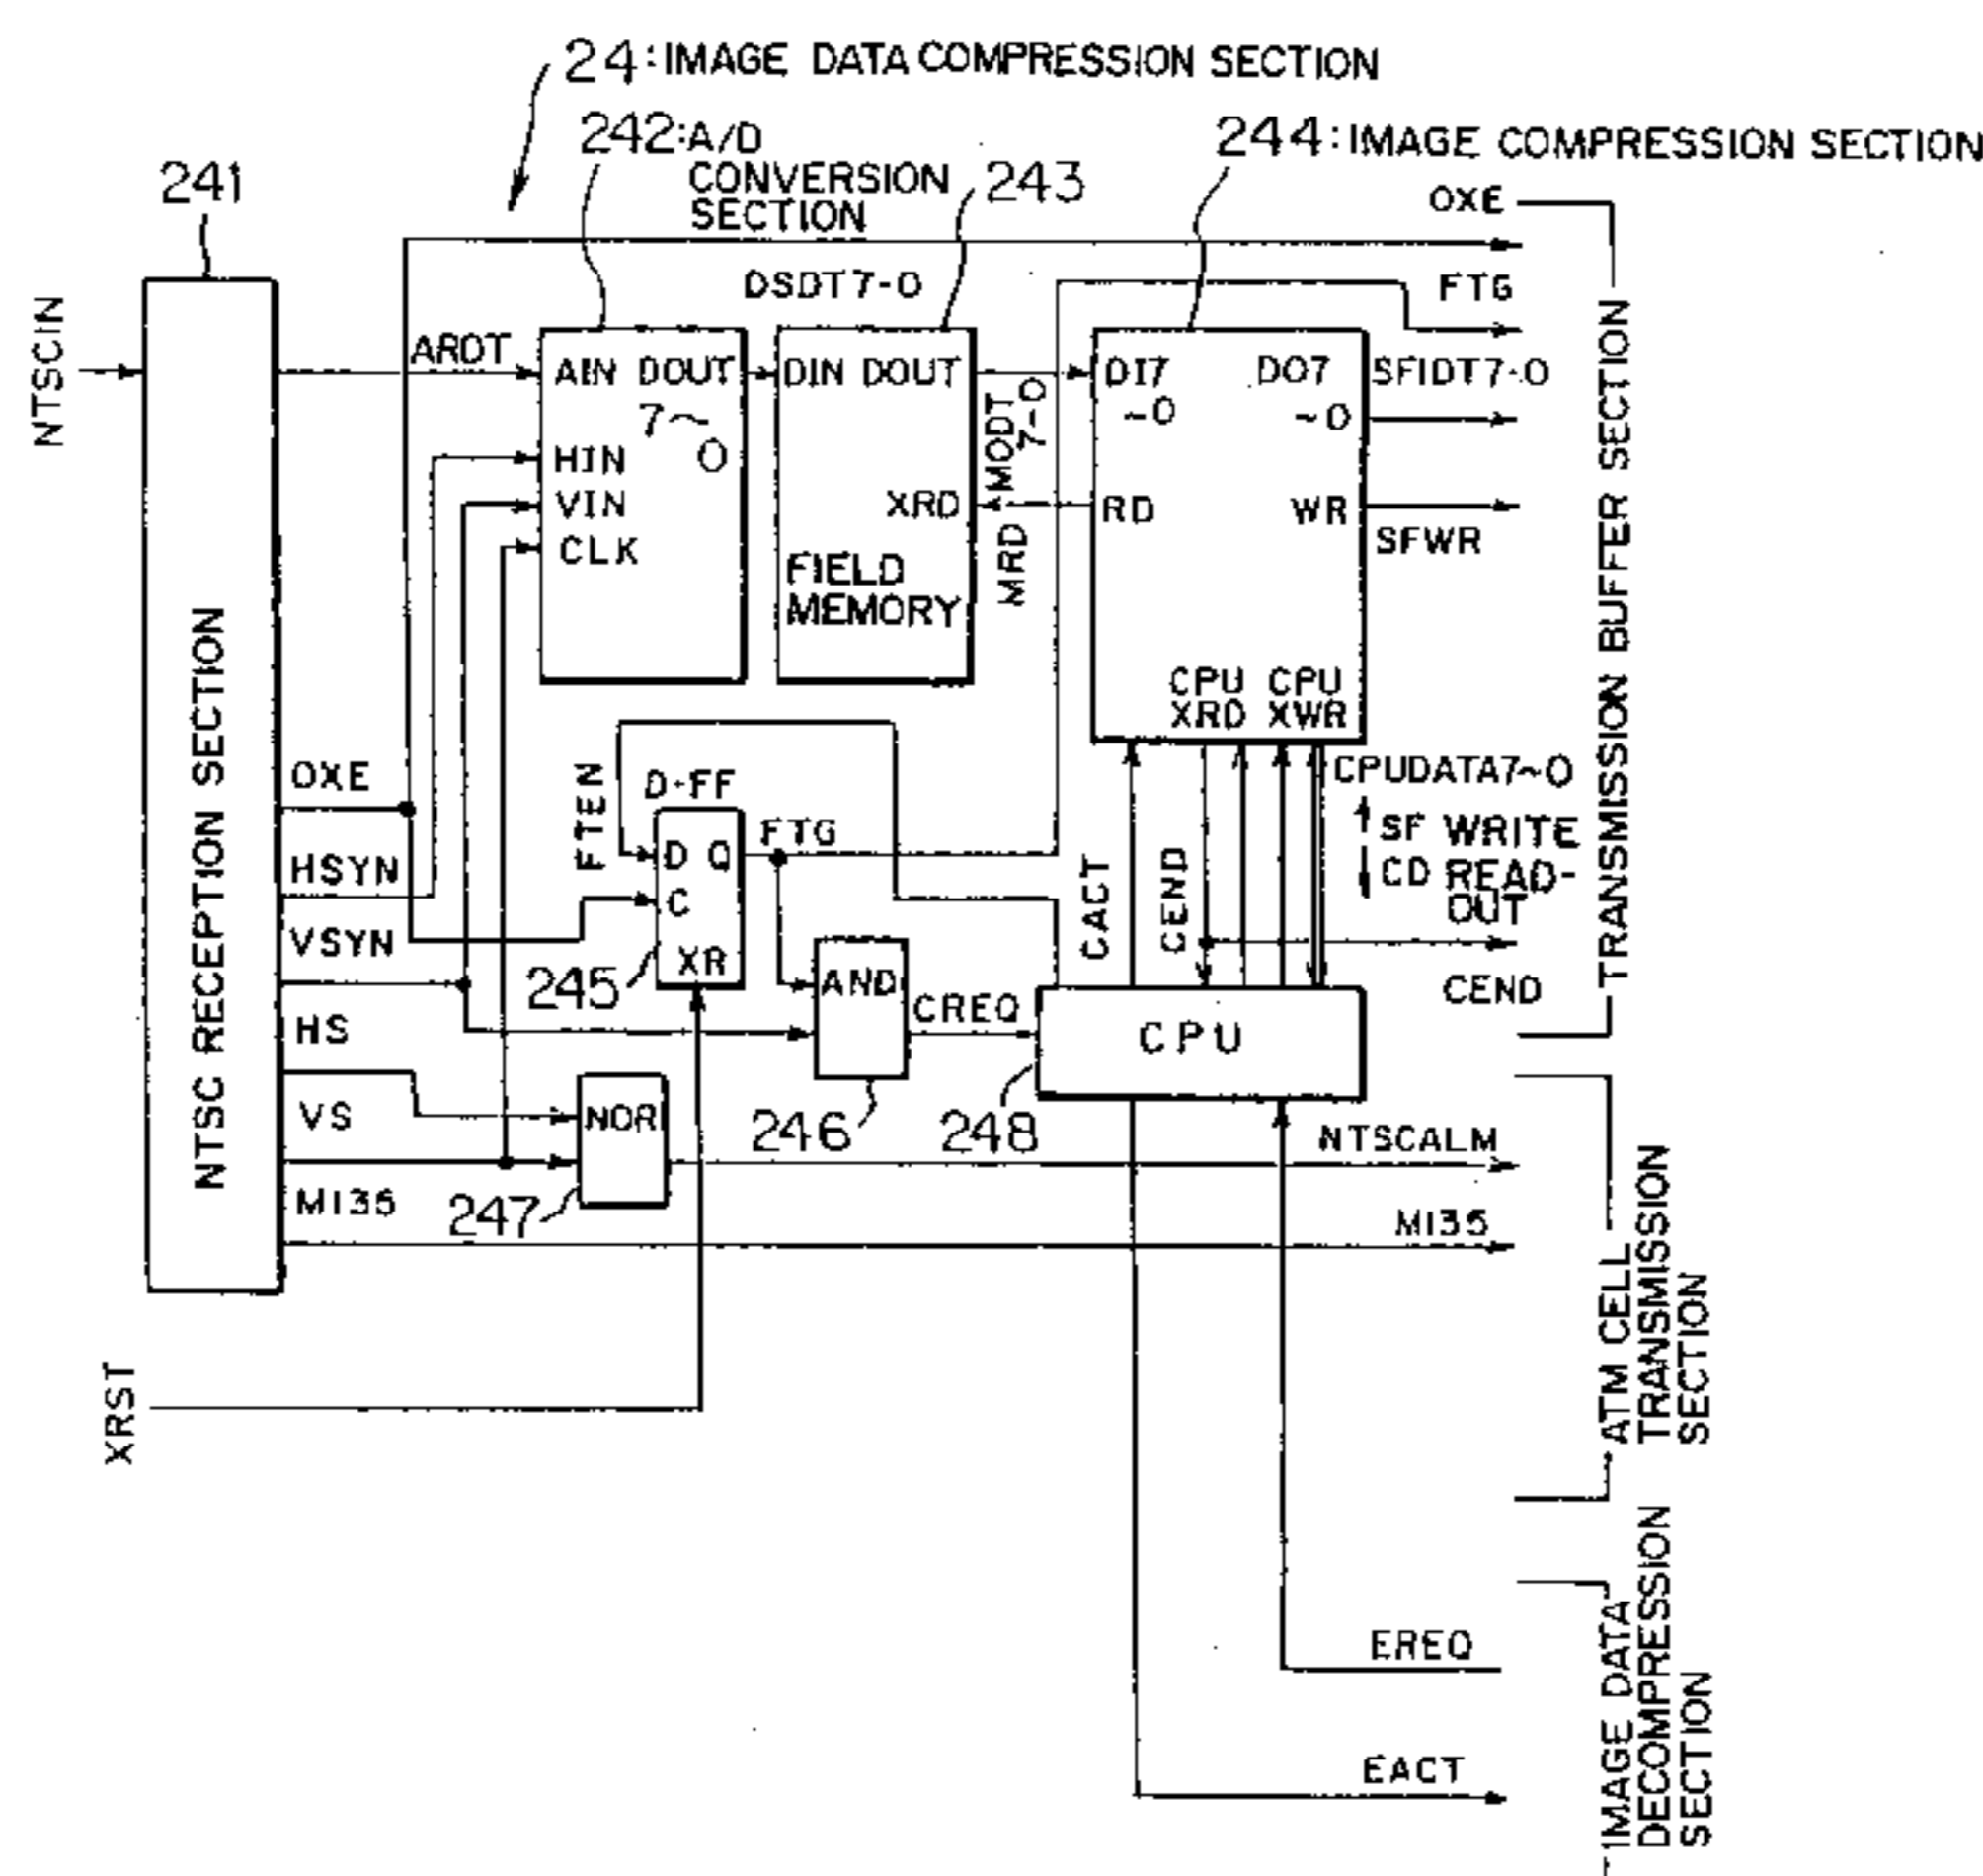 24: IMAGE DATA COMPRESSION SECTION
242: A/D
CONVERSION
SECTION
243
244: IMAGE COMPRESSION SECTION
241
OXE
DSDT7-0
FTG
NTSCIN
AROT
AIN DOUT
7~
0
HIN
VIN
CLK
DIN DOUT
XRD
FIELD
MEMORY
MODT
7-0
MRD
DI7
~0
DO7
~0
RD
WR
CPU CPU
XRD XWR
SFIDT7-0
SFWR
TRANSMISSION BUFFER SECTION
NTSC RECEPTION SECTION
OXE
HSYN
VSYN
HS
VS
M135
FTEN
D-FF
D Q
C
XR
245
FTG
AND
246
CREQ
CACT
CEND
CPUDATA7~0
SF WRITE
CD READ-
OUT
CEND
CPU
248
NOR
247
NTSCALM
M135
ATM CELL
TRANSMISSION
SECTION
XRST
EREQ
EACT
IMAGE DATA
DECOMPRESSION
SECTION